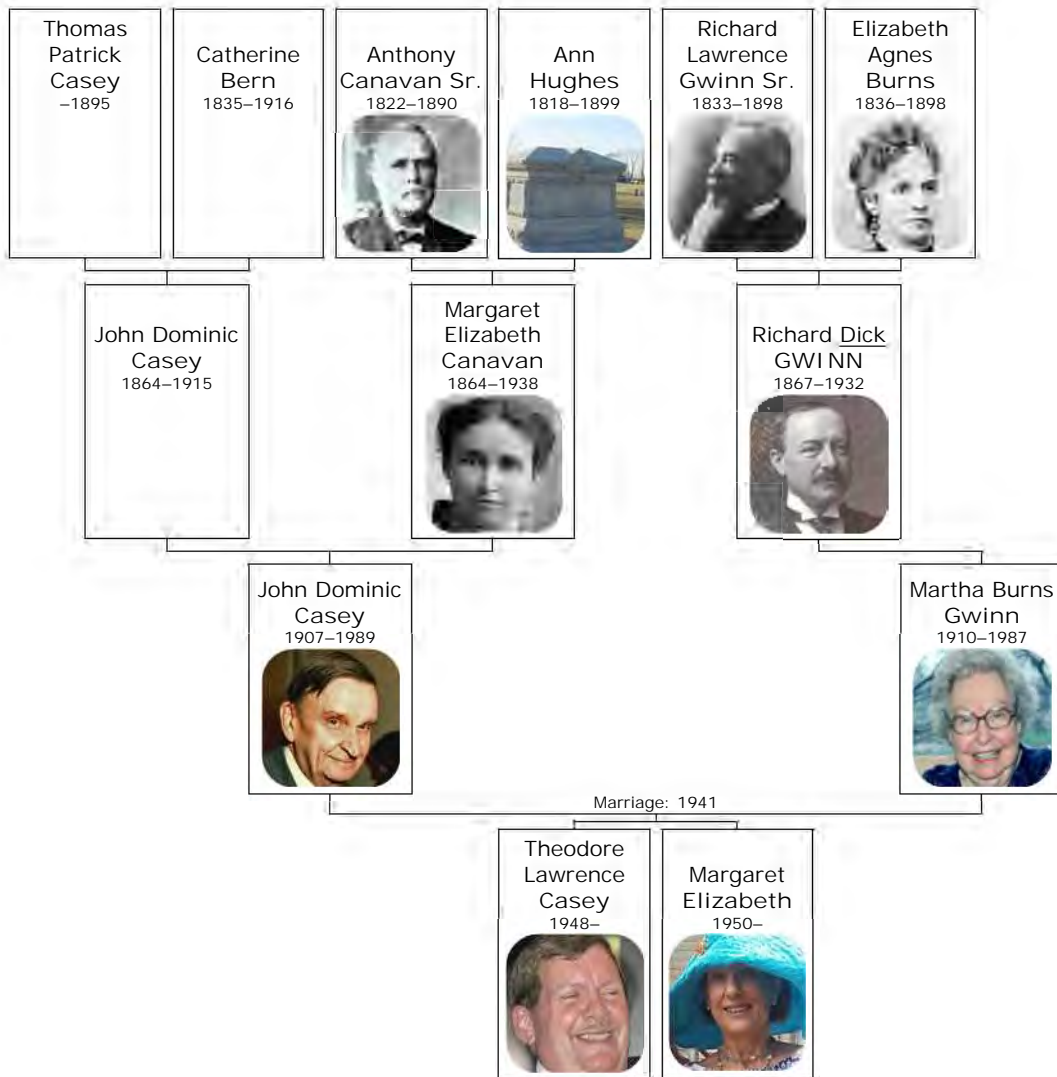 Thomas
Patrick
Casey
–1895
Catherine
Bern
1835–1916
Anthony
Canavan Sr.
1822–1890
Ann
Hughes
1818–1899
Richard
Lawrence
Gwinn Sr.
1833–1898
Elizabeth
Agnes
Burns
1836–1898
John Dominic
Casey
1864–1915
Margaret
Elizabeth
Canavan
1864–1938
Richard Dick
GWINN
1867–1932
John Dominic
Casey
1907–1989
Martha Burns
Gwinn
1910–1987
Marriage: 1941
Theodore
Lawrence
Casey
1948–
Margaret
Elizabeth
1950–